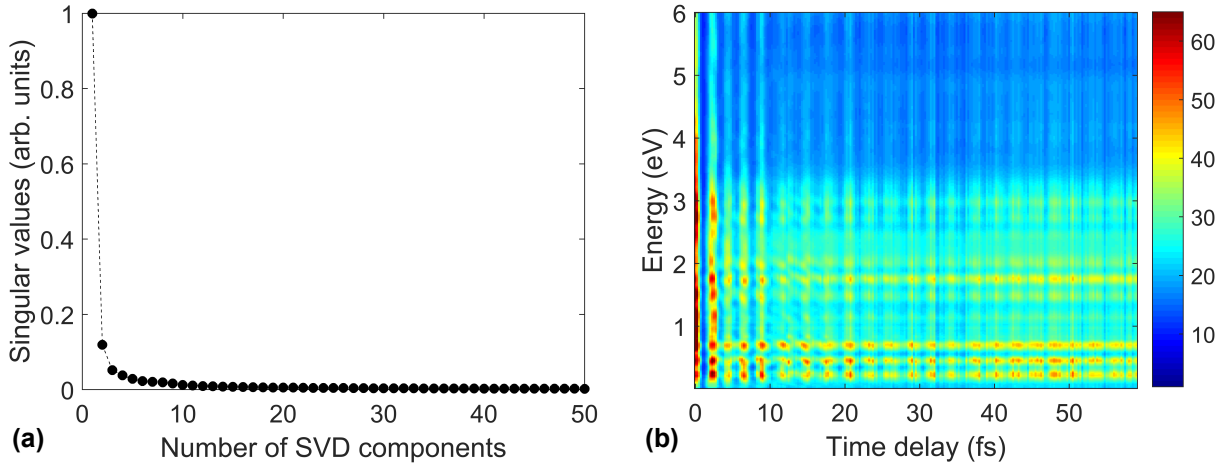 Singular values (arb. units)
1
0.8
0.6
0.4
0.2
0
0 10 20 30 40 50
Number of SVD components
(a)
Energy (eV)
6
5
4
3
2
1
0 10 20 30 40 50
Time delay (fs)
(b)
60
50
40
30
20
10